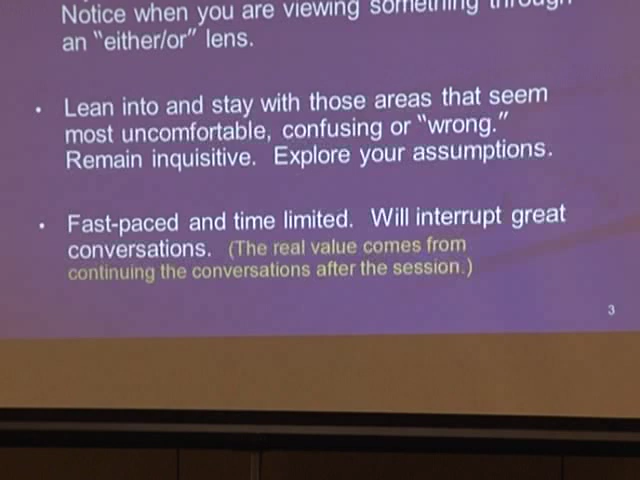 Notice when you are viewing something through
an “either/or” lens.
• Lean into and stay with those areas that seem
most uncomfortable, confusing or “wrong.”
Remain inquisitive. Explore your assumptions.
• Fast-paced and time limited. Will interrupt great
conversations. (The real value comes from
continuing the conversations after the session.)
3